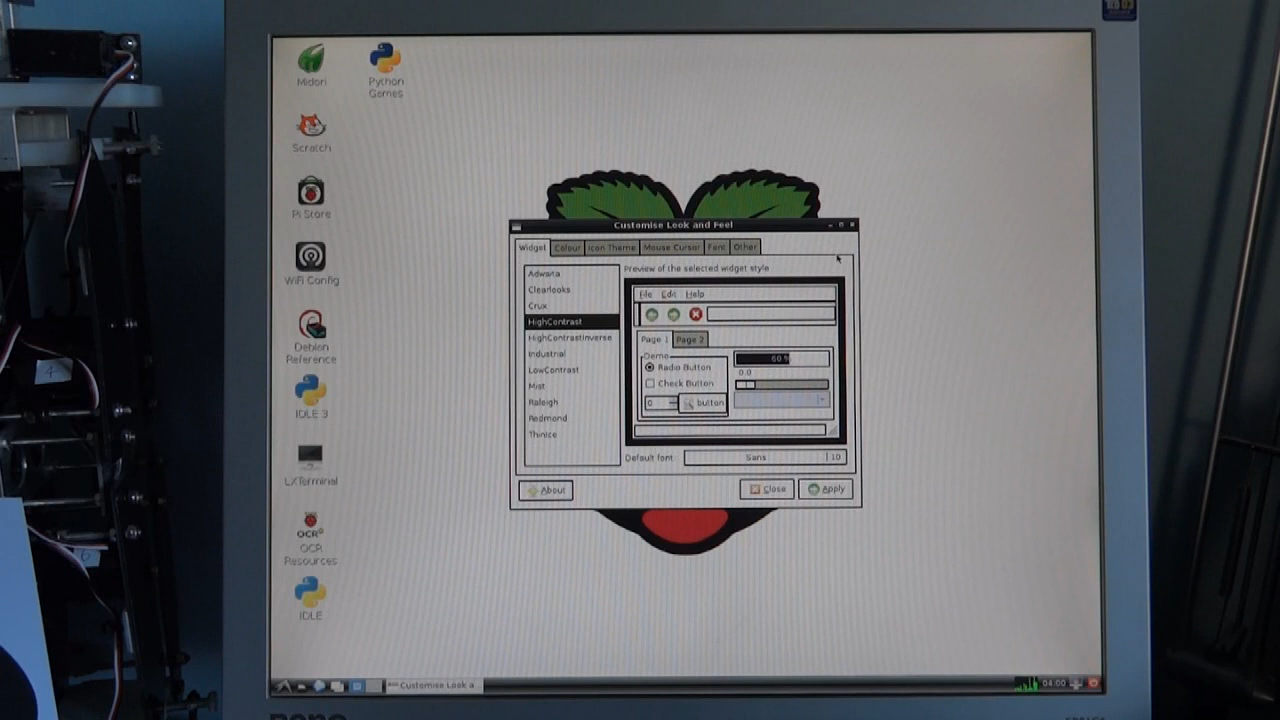 Midori
Python
Games
Scratch
Pi Store
WiFi Config
Debian
Reference
IDLE 3
LXTerminal
OCR
OCR
Resources
IDLE
Customise Look and Feel
Widget Colour Icon Theme Mouse Cursor Font Other
Adwaita
Clearlooks
Crux
HighContrast
HighContrastInverse
Industrial
LowContrast
Mist
Raleigh
Redmond
ThinIce
Preview of the selected widget style
File Edit Help
Page 1 Page 2
Demo
Radio Button
Check Button
0
button
60 %
0.0
Default font: Sans 10
About
Close Apply
Customise Look a
04:00
4